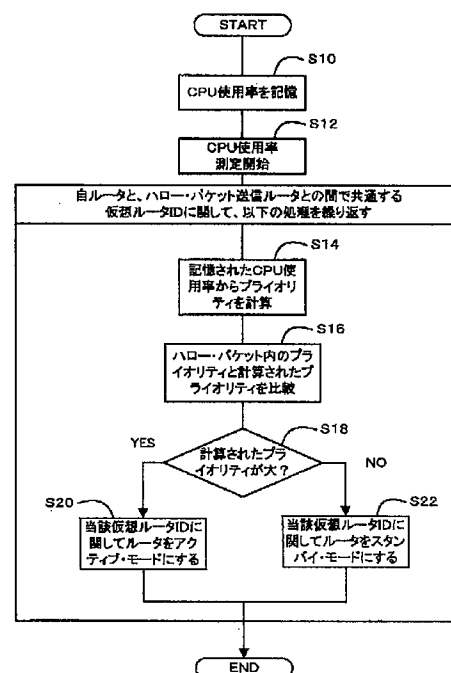 START
S10
CPU使用率を記憶
S12
CPU使用率
測定開始
自ルータと、ハロー・パケット送信ルータとの間で共通する
仮想ルータIDに関して、以下の処理を繰り返す
S14
記憶されたCPU使
用率からプライオリ
ティを計算
S16
ハロー・パケット内のプラ
イオリティと計算されたプ
ライオリティを比較
S18
計算されたプラ
イオリティが大?
YES
NO
S20
当該仮想ルータIDに
関してルータをアク
ティブ・モードにする
S22
当該仮想ルータIDに
関してルータをスタン
バイ・モードにする
END